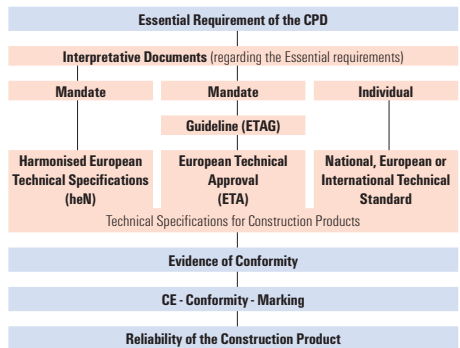 Essential Requirement of the CPD
Interpretative Documents (regarding the Essential requirements)
Mandate
Mandate
Individual
Guideline (ETAG)
Harmonised European
Technical Specifications
(heN)
European Technical
Approval
(ETA)
National, European or
International Technical
Standard
Technical Specifications for Construction Products
Evidence of Conformity
CE - Conformity - Marking
Reliability of the Construction Product